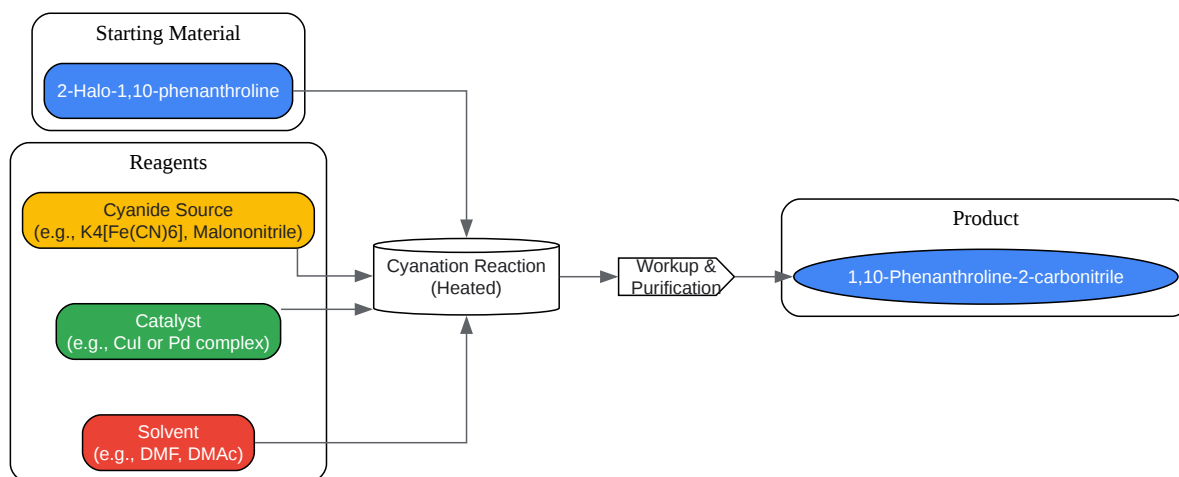 Starting Material
2-Halo-1,10-phenanthroline
Reagents
Cyanide Source
(e.g., K4[Fe(CN)6], Malononitrile)
Catalyst
(e.g., CuI or Pd complex)
Solvent
(e.g., DMF, DMAc)
Cyanation Reaction
(Heated)
Workup &
Purification
Product
1,10-Phenanthroline-2-carbonitrile